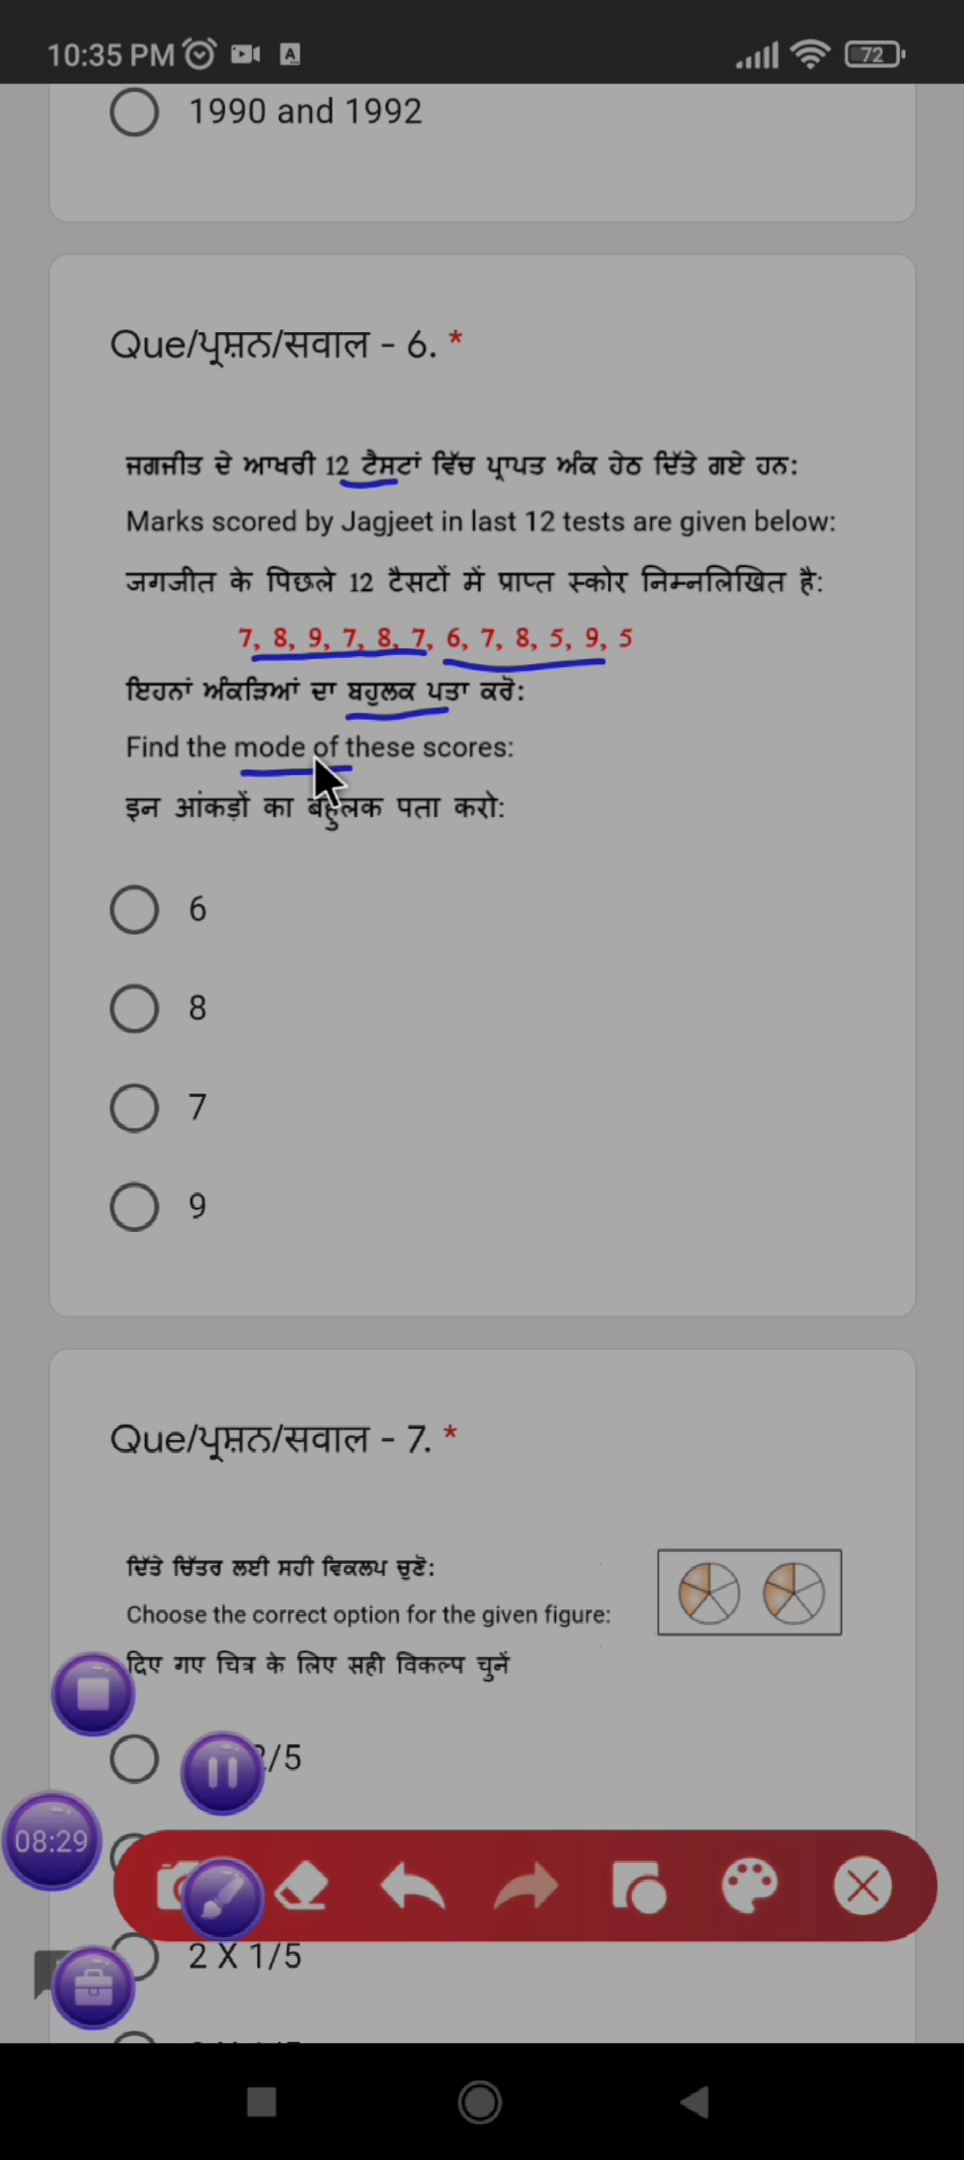 10:35 PM
72
1990 and 1992
Que/ਪ੍ਰਸ਼ਨ/सवाल - 6. *
ਜਗਜੀਤ ਦੇ ਆਖਰੀ 12 ਟੈਸਟਾਂ ਵਿੱਚ ਪ੍ਰਾਪਤ ਅੰਕ ਹੇਠ ਦਿੱਤੇ ਗਏ ਹਨ:
Marks scored by Jagjeet in last 12 tests are given below:
जगजीत के पिछले 12 टैसटों में प्राप्त स्कोर निम्नलिखित है:
7, 8, 9, 7, 8, 7, 6, 7, 8, 5, 9, 5
ਇਹਨਾਂ ਅੰਕੜਿਆਂ ਦਾ ਬਹੁਲਕ ਪਤਾ ਕਰੋ:
Find the mode of these scores:
इन आंकड़ों का बहुलक पता करो:
6
8
7
9
Que/ਪ੍ਰਸ਼ਨ/सवाल - 7. *
ਦਿੱਤੇ ਚਿੱਤਰ ਲਈ ਸਹੀ ਵਿਕਲਪ ਚੁਣੋ:
Choose the correct option for the given figure:
दिए गए चित्र के लिए सही विकल्प चुनें
2/5
08:29
2 X 1/5